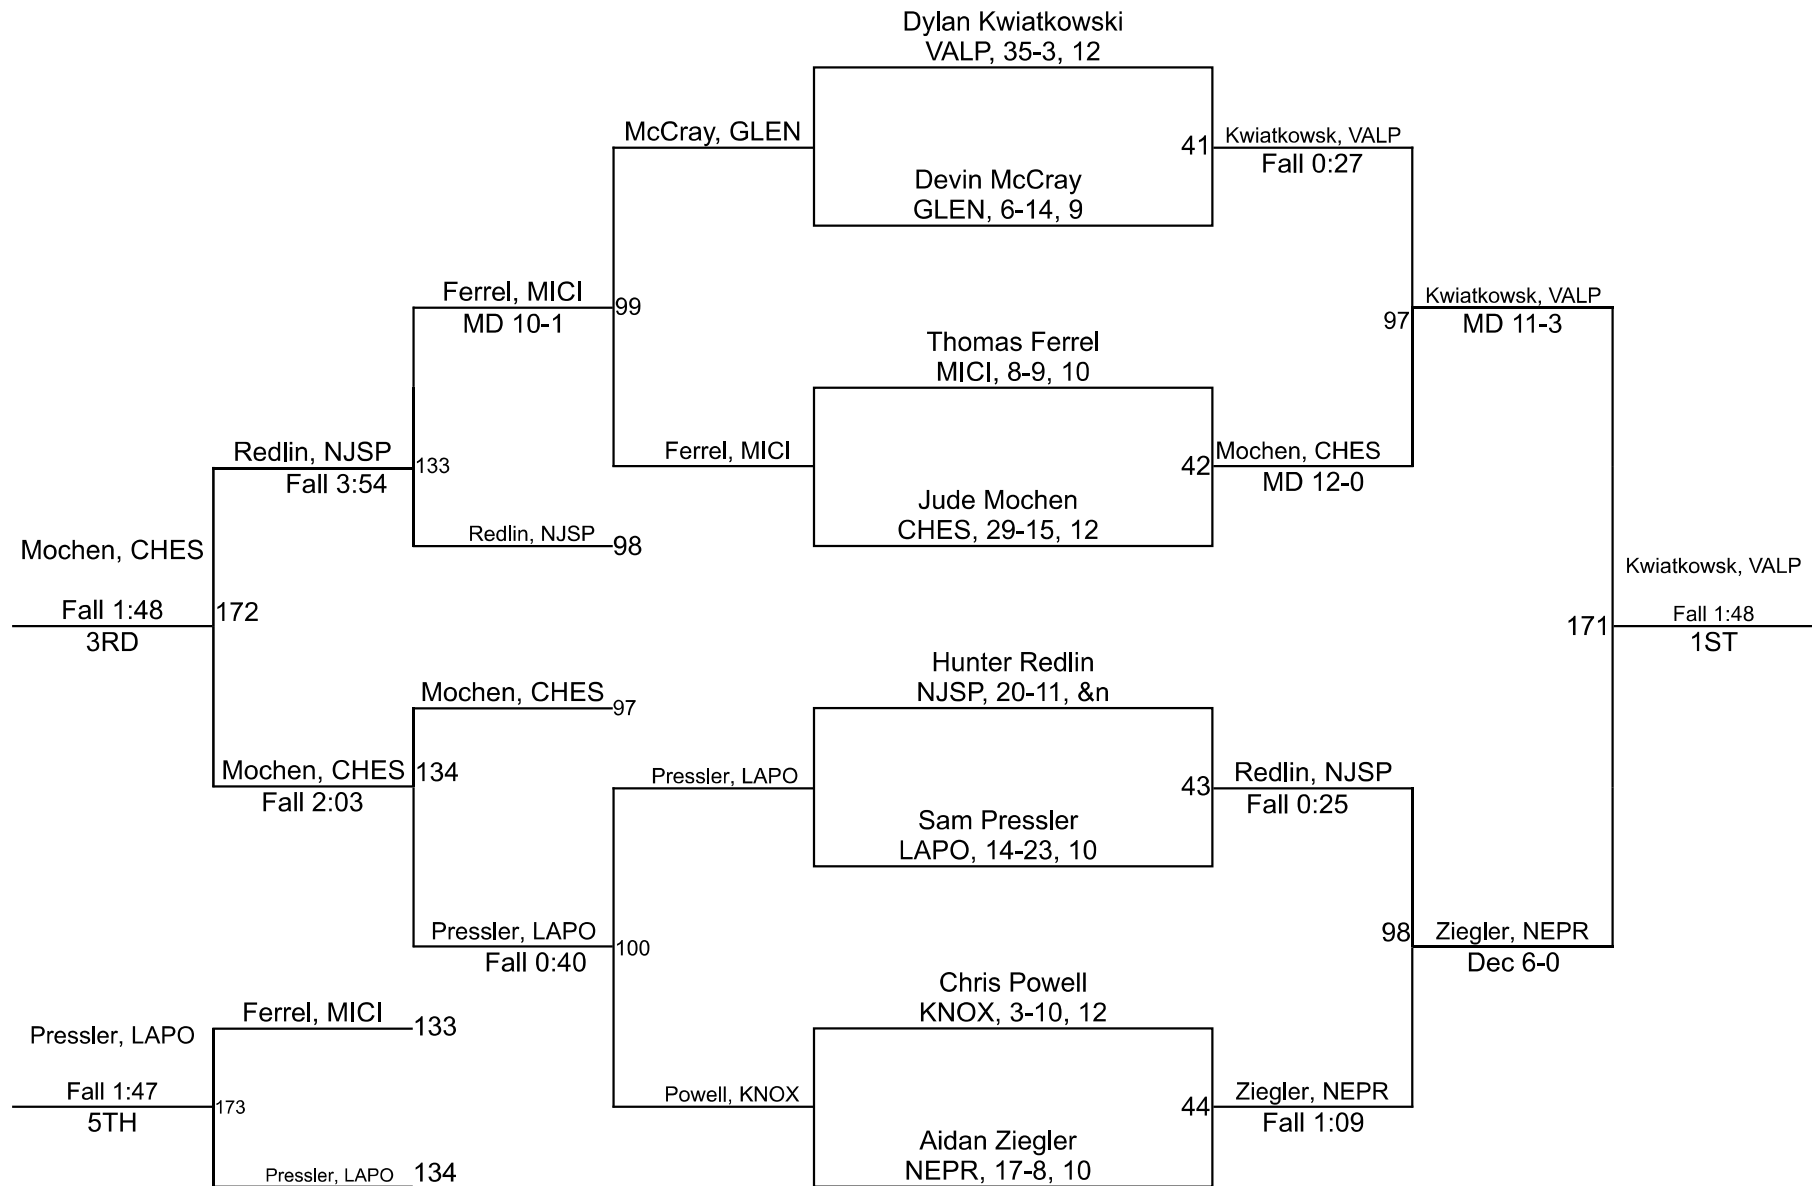 Dylan Kwiatkowski
VALP, 35-3, 12
McCray, GLEN
41
Kwiatkowsk, VALP
Fall 0:27
Devin McCray
GLEN, 6-14, 9
Ferrel, MICI
MD 10-1
99
Kwiatkowsk, VALP
MD 11-3
97
Thomas Ferrel
MICI, 8-9, 10
Redlin, NJSP
Fall 3:54
133
Ferrel, MICI
42
Mochen, CHES
MD 12-0
Jude Mochen
CHES, 29-15, 12
Redlin, NJSP
98
Mochen, CHES
Fall 1:48
3RD
172
Kwiatkowsk, VALP
171
Fall 1:48
1ST
Hunter Redlin
NJSP, 20-11, &n
Mochen, CHES
97
Mochen, CHES
Fall 2:03
134
Pressler, LAPO
43
Redlin, NJSP
Fall 0:25
Sam Pressler
LAPO, 14-23, 10
Pressler, LAPO
Fall 0:40
100
98
Ziegler, NEPR
Dec 6-0
Chris Powell
KNOX, 3-10, 12
Ferrel, MICI
133
Pressler, LAPO
Fall 1:47
5TH
173
Powell, KNOX
44
Ziegler, NEPR
Fall 1:09
Aidan Ziegler
NEPR, 17-8, 10
Pressler, LAPO
134